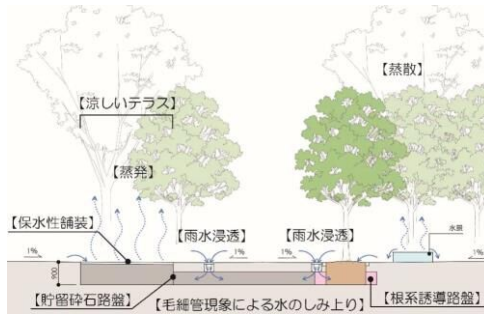 【蒸散】
【涼しいテラス】
【蒸発】
【保水性舗装】
【雨水浸透】
【雨水浸透】
水景
1%
1%
1%
1%
900
【貯留砕石路盤】
【毛細管現象による水のしみ上り】
【根系誘導路盤】